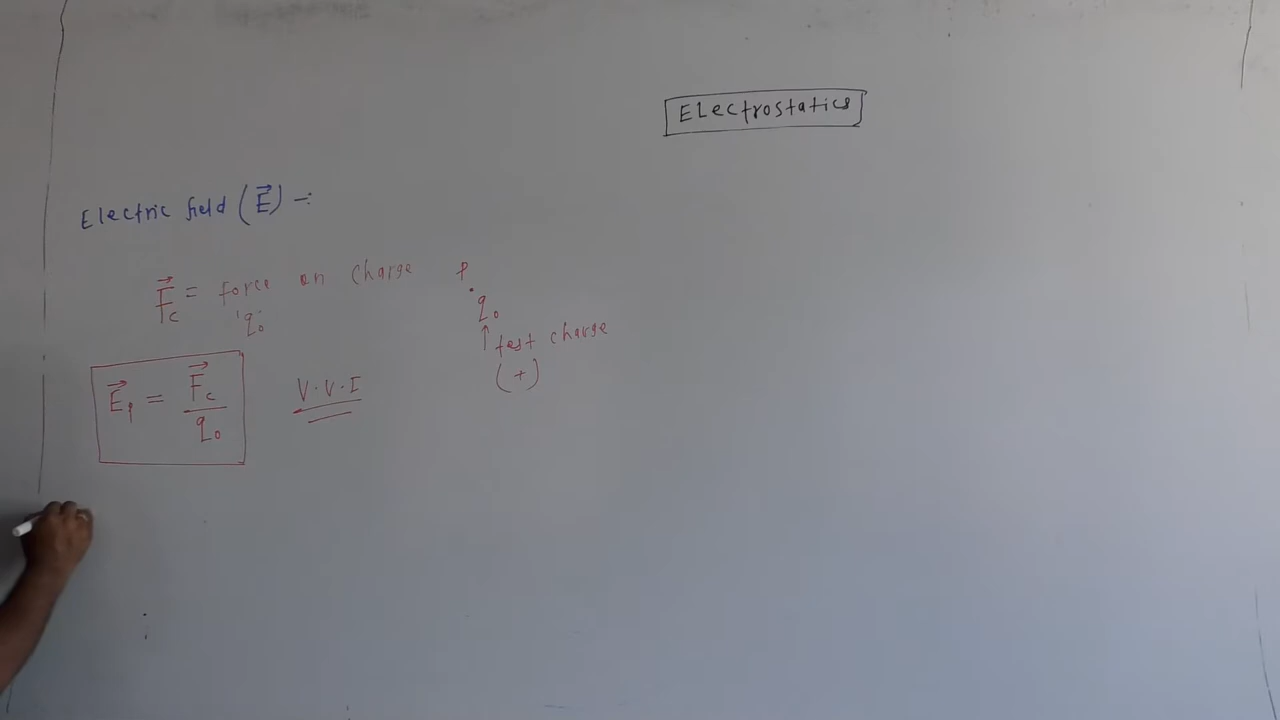 Electrostatics
Electric field (E⃗) -:
F⃗c = force on charge 'q₀'
P
q₀
↑ test charge
(+)
E⃗p = F⃗c / q₀
V.V.I